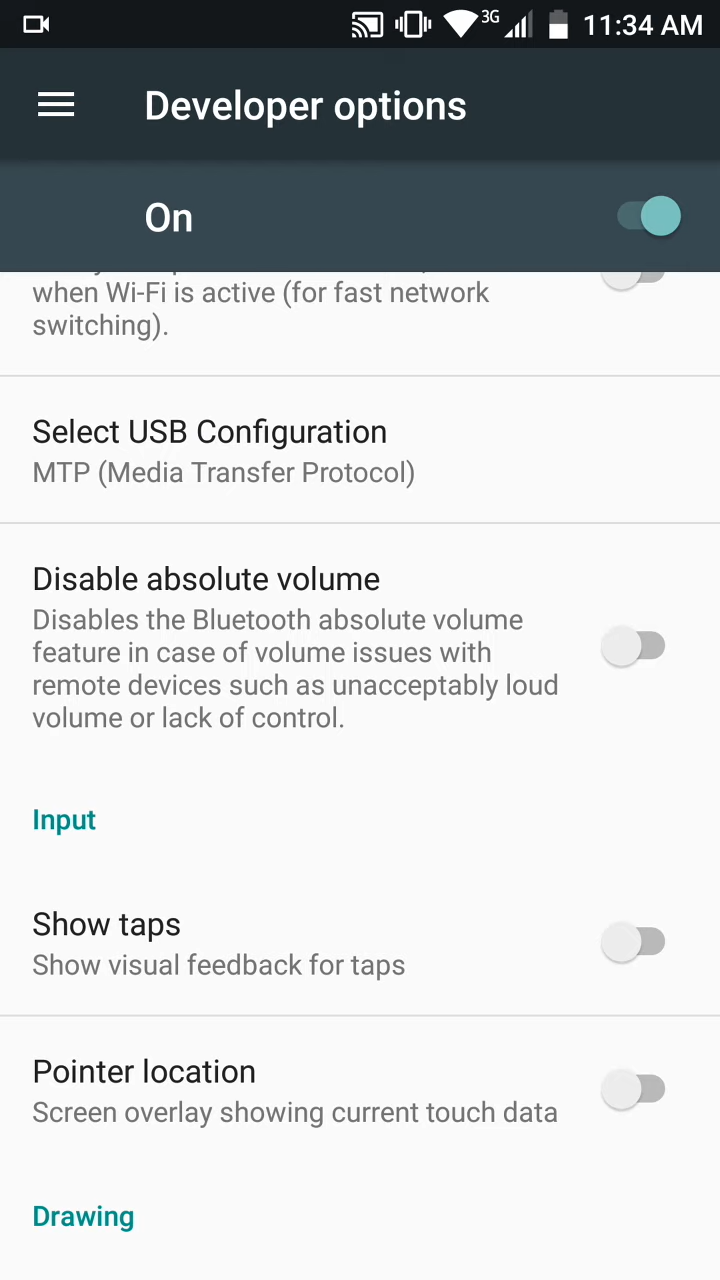 3G 11:34 AM
Developer options
On
when Wi-Fi is active (for fast network
switching).
Select USB Configuration
MTP (Media Transfer Protocol)
Disable absolute volume
Disables the Bluetooth absolute volume
feature in case of volume issues with
remote devices such as unacceptably loud
volume or lack of control.
Input
Show taps
Show visual feedback for taps
Pointer location
Screen overlay showing current touch data
Drawing